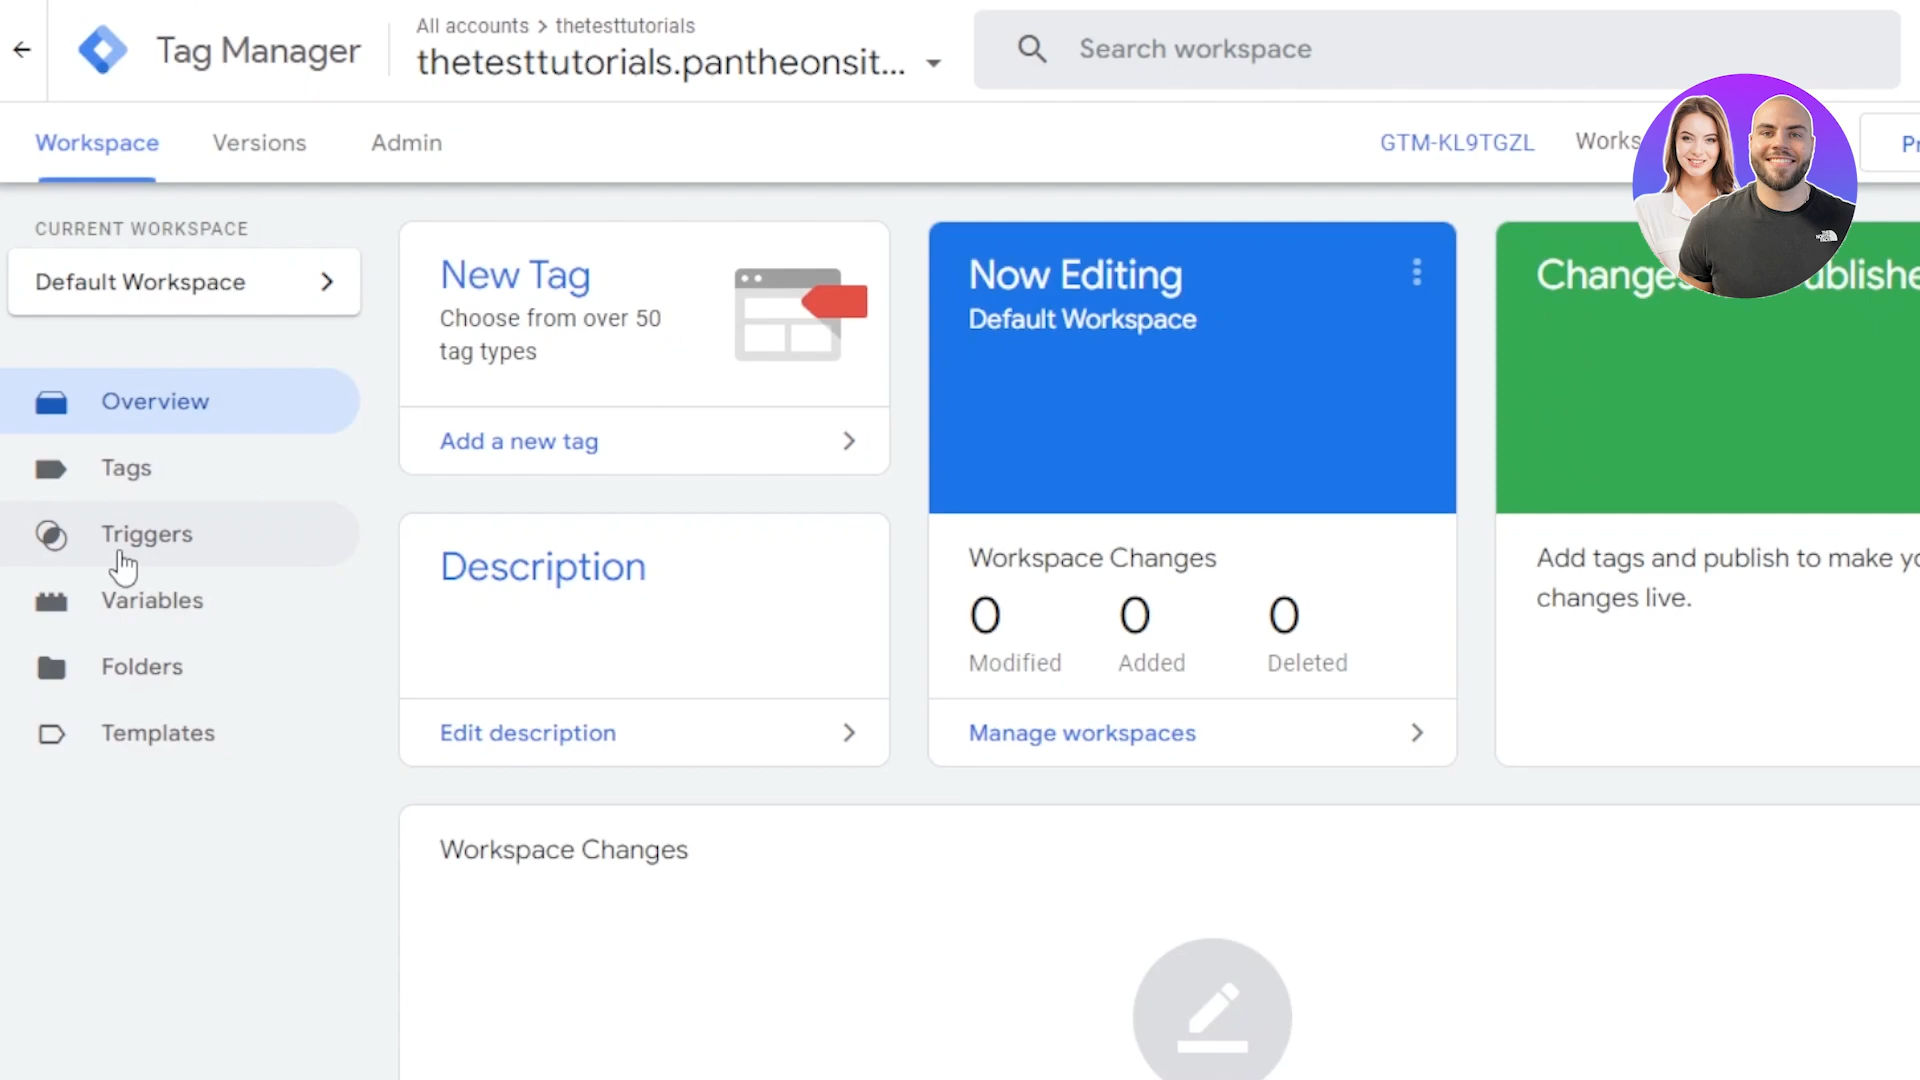 Tag Manager
All accounts > thetesttutorials
thetesttutorials.pantheonsit...
Search workspace
Workspace
Versions
Admin
GTM-KL9TGZL
CURRENT WORKSPACE
Default Workspace
Overview
Tags
Triggers
Variables
Folders
Templates
New Tag
Choose from over 50
tag types
Add a new tag
Description
Edit description
Now Editing
Default Workspace
Workspace Changes
0
Modified
0
Added
0
Deleted
Manage workspaces
Add tags and publish to make
changes live.
Workspace Changes